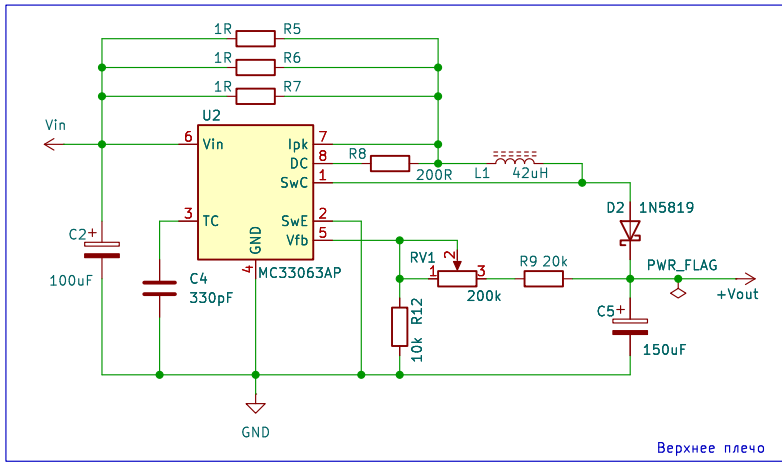 1R R5
1R R6
1R R7
U2
Vin
6 Vin Ipk 7
DC 8
R8
200R
L1 42uH
SwC 1
D2 1N5819
3 TC SwE 2
Vfb 5
GND
4
MC33063AP
C2 +
100uF
C4
330pF
RV1
2
1 3
200k
R9 20k
PWR_FLAG
+Vout
R12
10k
C5 +
150uF
GND
Верхнее плечо